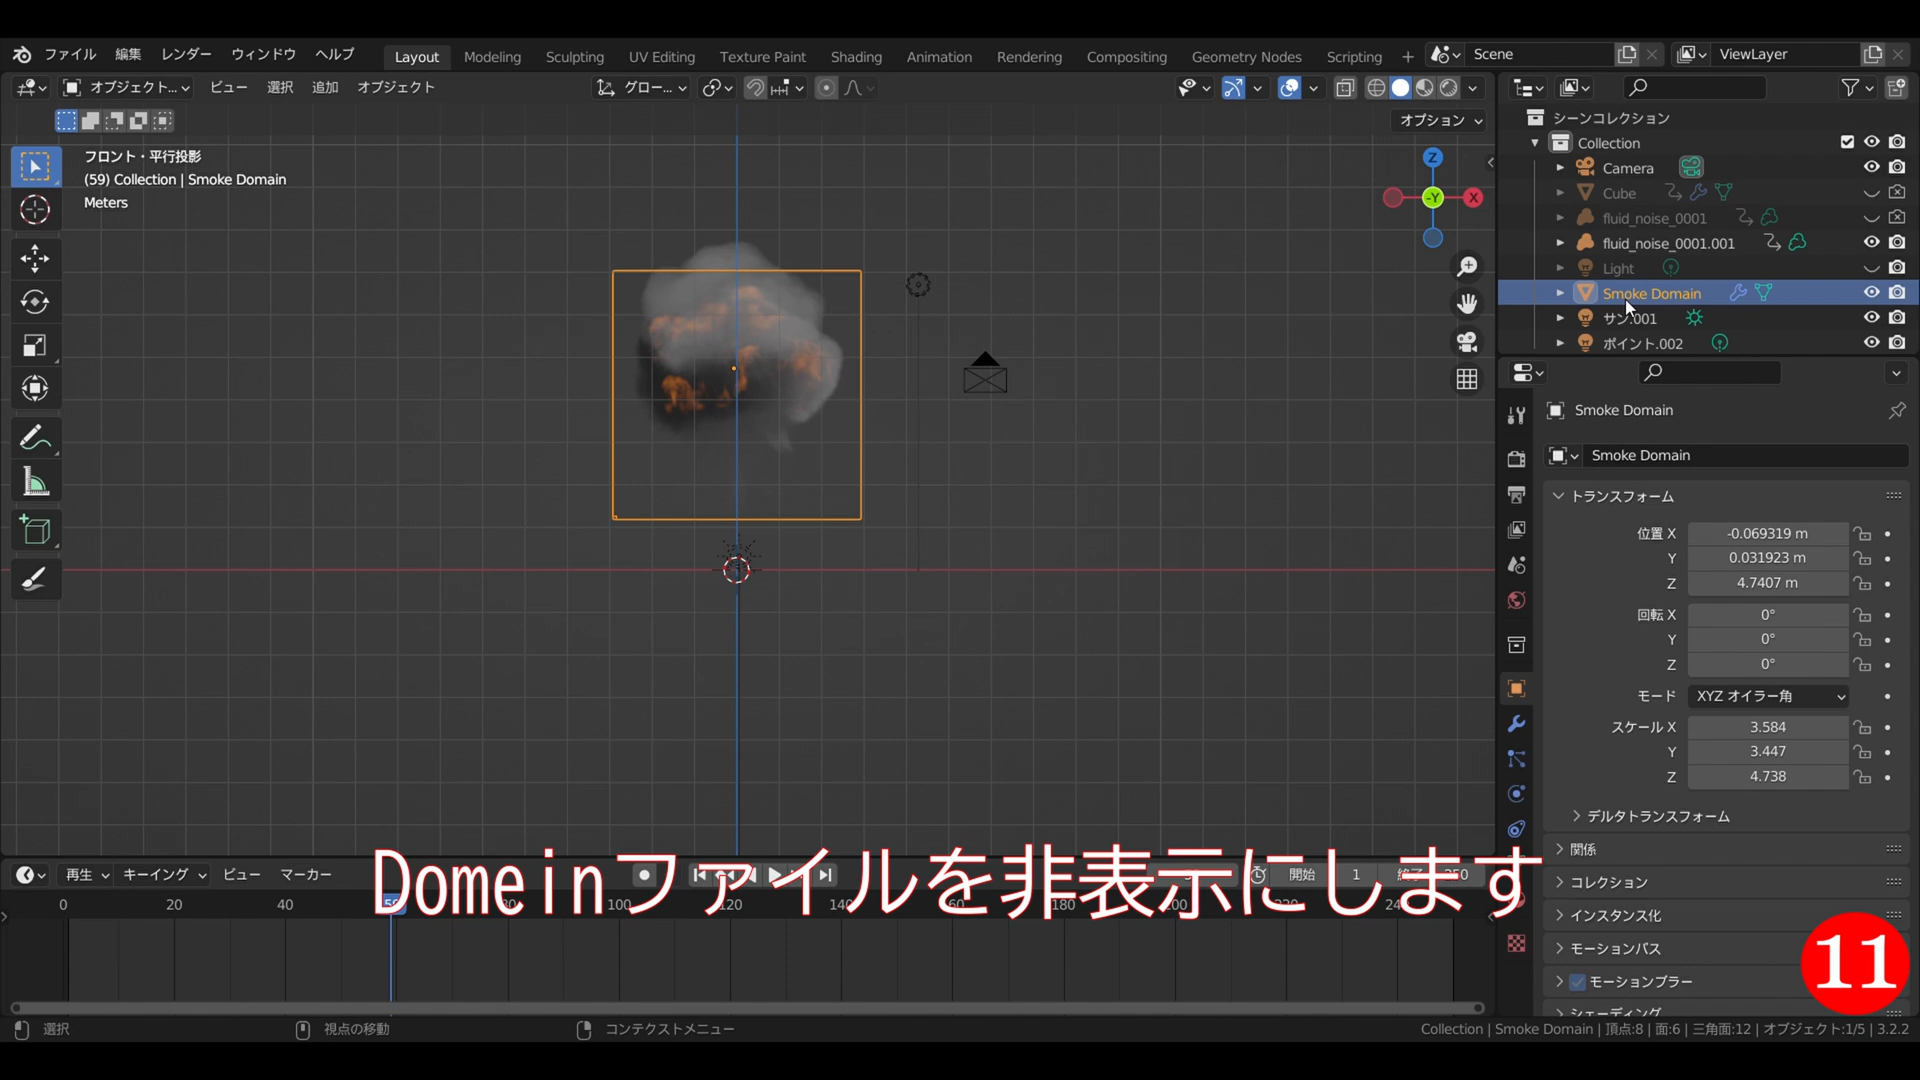 ファイル 編集 レンダー ウィンドウ ヘルプ Layout Modeling Sculpting UV Editing Texture Paint Shading Animation Rendering Compositing Geometry Nodes Scripting + Scene ViewLayer
オブジェクト... ビュー 選択 追加 オブジェクト グロー...
オプション
フロント・平行投影
(59) Collection | Smoke Domain
Meters
Z
-Y
X
シーンコレクション
Collection
Camera
Cube
fluid_noise_0001
fluid_noise_0001.001
Light
Smoke Domain
サン.001
ポイント.002
Smoke Domain
Smoke Domain
トランスフォーム
位置 X -0.069319 m
Y 0.031923 m
Z 4.7407 m
回転 X 0°
Y 0°
Z 0°
モード XYZ オイラー角
スケール X 3.584
Y 3.447
Z 4.738
デルタトランスフォーム
関係
コレクション
インスタンス化
モーションパス
モーションブラー
シェーディング
再生 キーイング ビュー マーカー 開始 1 終了 250
0 20 40 59 80 100 120 140 160 180 220
Domeinファイルを非表示にします
11
選択 視点の移動 コンテクストメニュー
Collection | Smoke Domain | 頂点:8 | 面:6 | 三角面:12 | オブジェクト:1/5 | 3.2.2